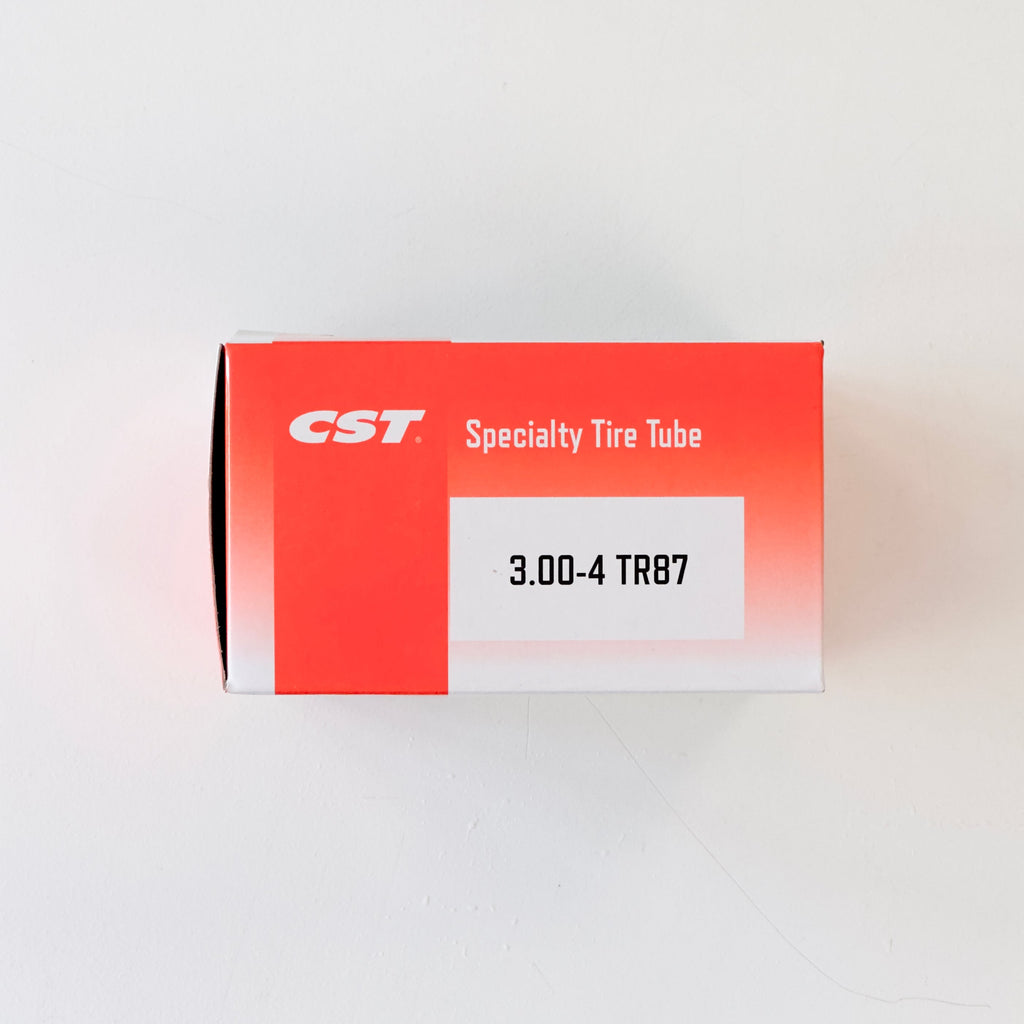 CST®
Specialty Tire Tube
3.00-4 TR87